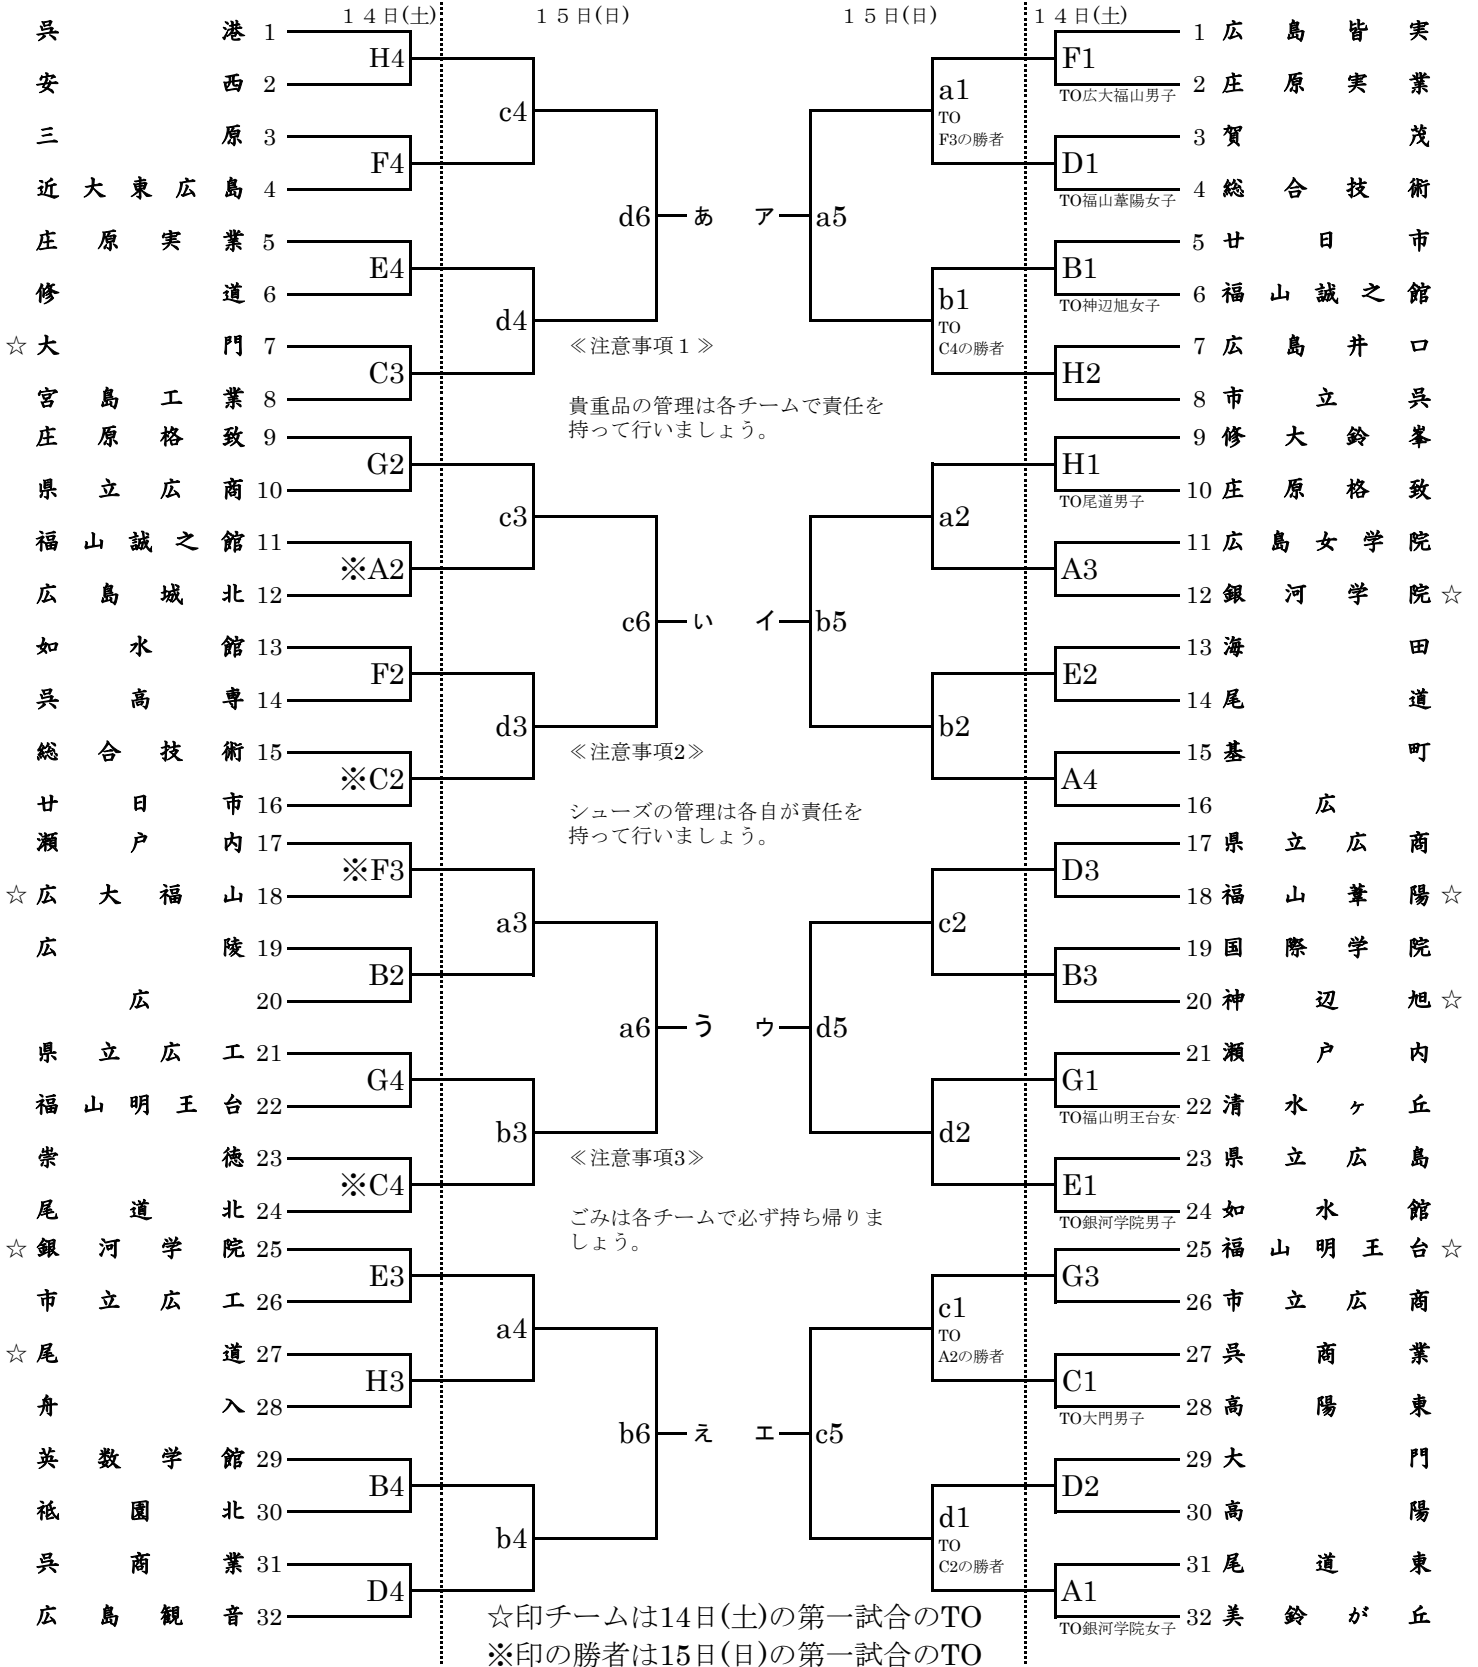 14日(土) 15日(日) 15日(日) 14日(土)
呉港 1
H4
安西 2
c4
三原 3
F4
近大東広島 4
d6 あ
庄原実業 5
E4
修道 6
d4
☆大門 7
C3
宮島工業 8
庄原格致 9
G2
県立広商 10
c3
福山誠之館 11
※A2
広島城北 12
c6 い
如水館 13
F2
呉高専 14
d3
総合技術 15
※C2
廿日市 16
瀬戸内 17
※F3
☆広大福山 18
a3
広陵 19
B2
広 20
a6 う
県立広工 21
G4
福山明王台 22
b3
崇徳 23
※C4
尾道北 24
☆銀河学院 25
E3
市立広工 26
a4
☆尾道 27
H3
舟入 28
b6 え
英数学館 29
B4
祗園北 30
b4
呉商業 31
D4
広島観音 32
≪注意事項１≫
貴重品の管理は各チームで責任を
持って行いましょう。
≪注意事項2≫
シューズの管理は各自が責任を
持って行いましょう。
≪注意事項3≫
ごみは各チームで必ず持ち帰りま
しょう。
1 広島皆実
F1
2 庄原実業
TO広大福山男子
a1
TO
F3の勝者
3 賀茂
D1
4 総合技術
TO福山葦陽女子
ア a5
5 廿日市
B1
6 福山誠之館
TO神辺旭女子
b1
TO
C4の勝者
7 広島井口
H2
8 市立呉
9 修大鈴峯
H1
10 庄原格致
TO尾道男子
a2
11 広島女学院
A3
12 銀河学院☆
イ b5
13 海田
E2
14 尾道
b2
15 基町
A4
16 広
17 県立広商
D3
18 福山葦陽☆
c2
19 国際学院
B3
20 神辺旭☆
ゥ d5
21 瀬戸内
G1
22 清水ヶ丘
TO福山明王台女
d2
23 県立広島
E1
24 如水館
TO銀河学院男子
25 福山明王台☆
G3
26 市立広商
c1
TO
A2の勝者
27 呉商業
C1
28 高陽東
TO大門男子
エ c5
29 大門
D2
30 高陽
d1
TO
C2の勝者
31 尾道東
A1
32 美鈴が丘
TO銀河学院女子
☆印チームは14日(土)の第一試合のTO
※印の勝者は15日(日)の第一試合のTO